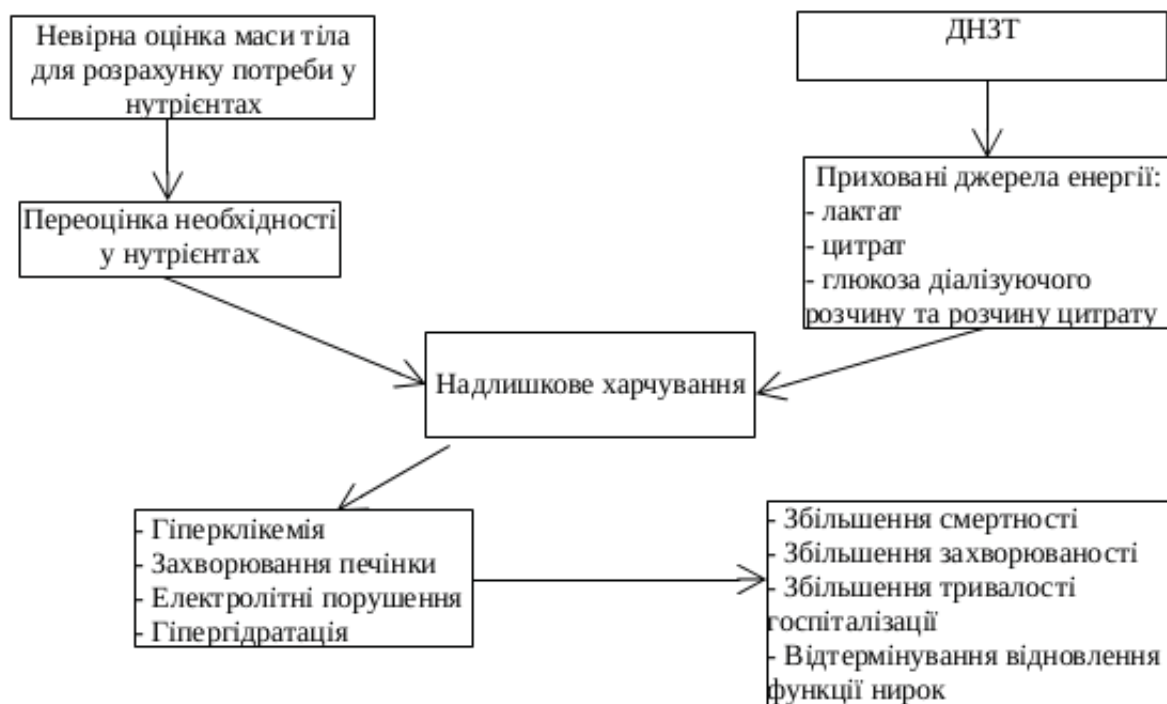 Невірна оцінка маси тіла
для розрахунку потреби у
нутрієнтах
ДНЗТ
Переоцінка необхідності
у нутрієнтах
Приховані джерела енергії:
- лактат
- цитрат
- глюкоза діалізуючого
розчину та розчину цитрату
Надлишкове харчування
- Гіперклікемія
- Захворювання печінки
- Електролітні порушення
- Гіпергідратація
- Збільшення смертності
- Збільшення захворюваності
- Збільшення тривалості
госпіталізації
- Відтермінування відновлення
функції нирок